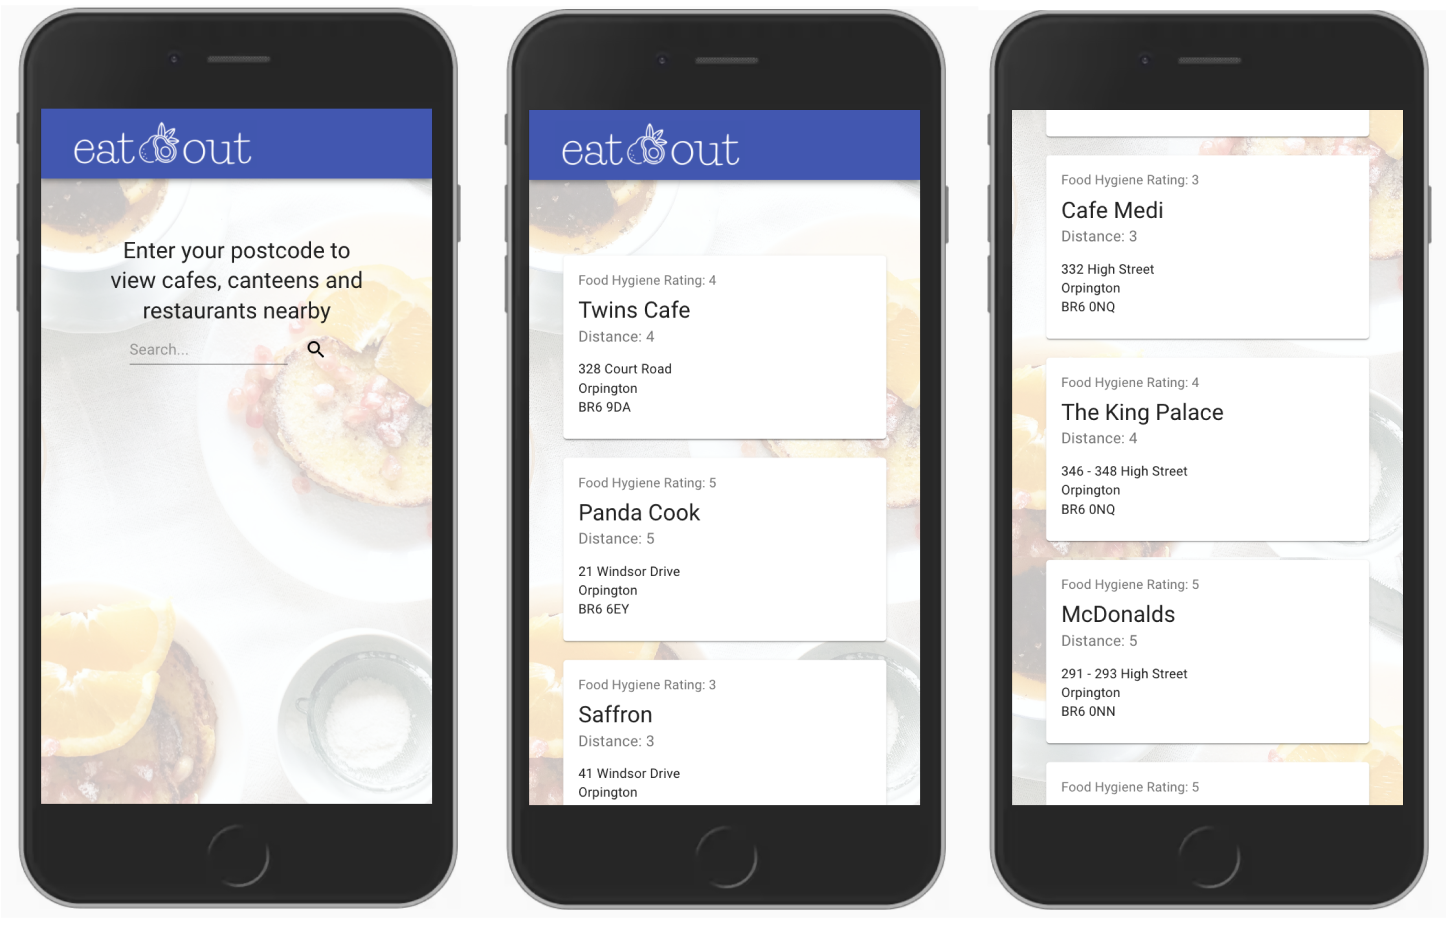 eat out
Enter your postcode to
view cafes, canteens and
restaurants nearby
Search...
eat out
Food Hygiene Rating: 4
Twins Cafe
Distance: 4
328 Court Road
Orpington
BR6 9DA
Food Hygiene Rating: 5
Panda Cook
Distance: 5
21 Windsor Drive
Orpington
BR6 6EY
Food Hygiene Rating: 3
Saffron
Distance: 3
41 Windsor Drive
Orpington
Food Hygiene Rating: 3
Cafe Medi
Distance: 3
332 High Street
Orpington
BR6 0NQ
Food Hygiene Rating: 4
The King Palace
Distance: 4
346 - 348 High Street
Orpington
BR6 0NQ
Food Hygiene Rating: 5
McDonalds
Distance: 5
291 - 293 High Street
Orpington
BR6 0NN
Food Hygiene Rating: 5